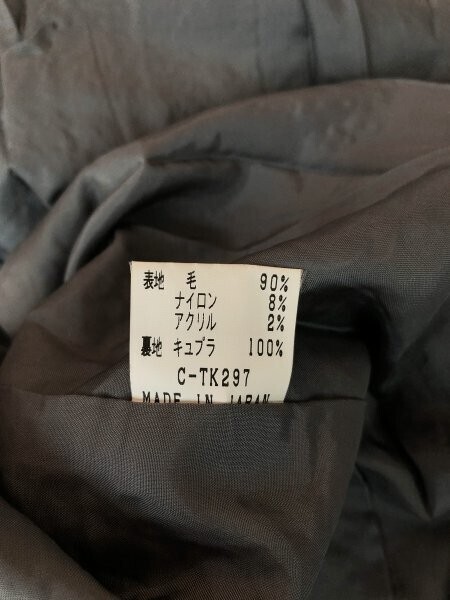 表地 毛 90%
ナイロン 8%
アクリル 2%
裏地 キュプラ 100%
C-TK297
MADE IN JAPAN